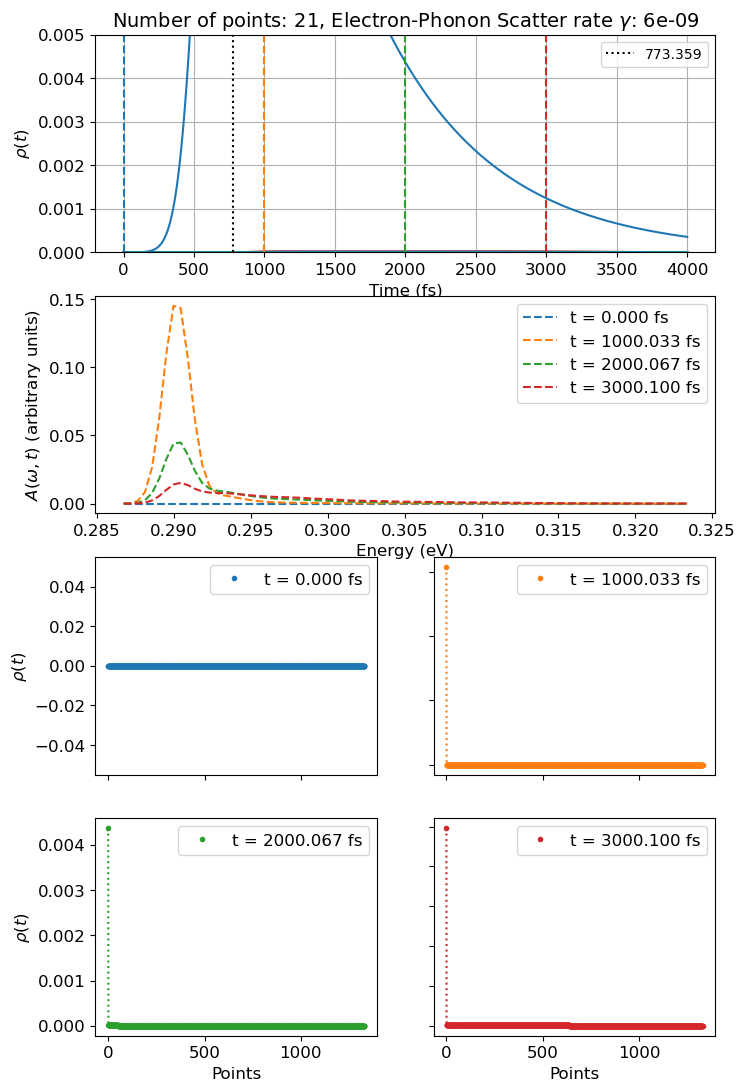 Number of points: 21, Electron-Phonon Scatter rate γ: 6e-09
0.005
0.004
0.003
0.002
0.001
0.000
ρ(t)
773.359
0 500 1000 1500 2000 2500 3000 3500 4000
Time (fs)
0.15
0.10
0.05
0.00
A(ω, t) (arbitrary units)
t = 0.000 fs
t = 1000.033 fs
t = 2000.067 fs
t = 3000.100 fs
0.285 0.290 0.295 0.300 0.305 0.310 0.315 0.320 0.325
Energy (eV)
0.04
0.02
0.00
−0.02
−0.04
ρ(t)
t = 0.000 fs
t = 1000.033 fs
0.004
0.003
0.002
0.001
0.000
ρ(t)
t = 2000.067 fs
t = 3000.100 fs
0 500 1000
Points
0 500 1000
Points